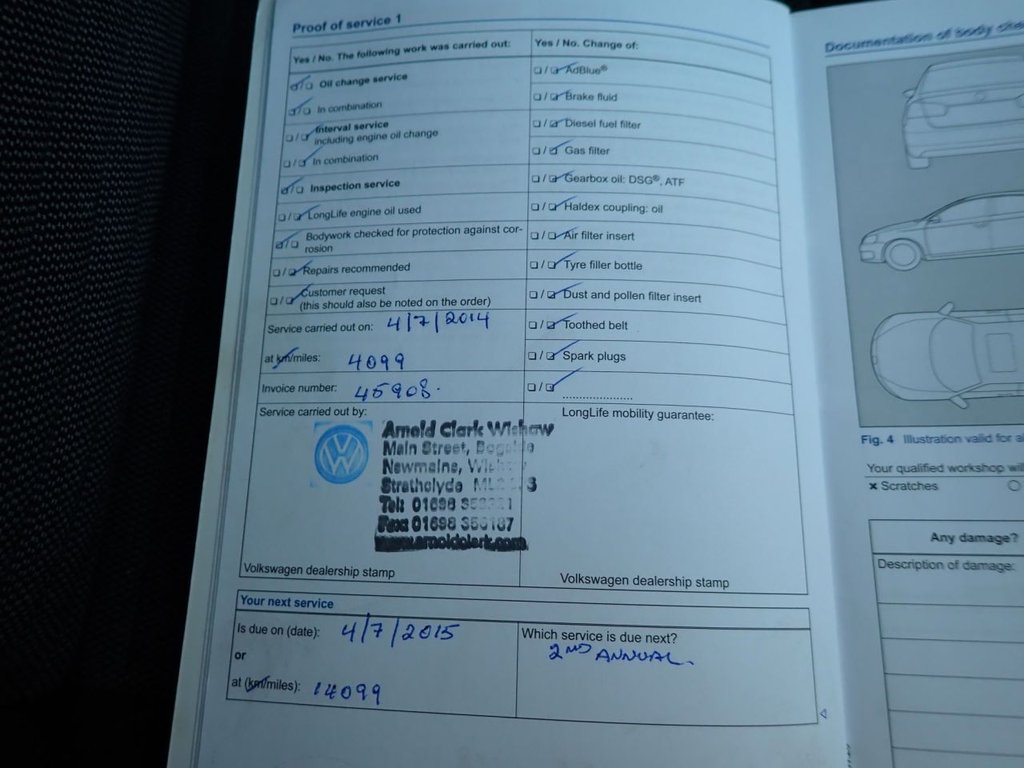 Proof of service 1
Yes / No. The following work was carried out:
Oil change service
In combination
Interval service
including engine oil change
In combination
Inspection service
LongLife engine oil used
Bodywork checked for protection against cor-
rosion
Repairs recommended
Customer request
(this should also be noted on the order)
Service carried out on: 4/7/2014
at km/miles: 4099
Invoice number: 45908.
Service carried out by:
Arnold Clark Wishaw
Main Street,
Newmains,
Strathclyde
Tel: 01698
Fax: 01698
www.arnoldclark.com
Volkswagen dealership stamp
Yes / No. Change of:
AdBlue®
Brake fluid
Diesel fuel filter
Gas filter
Gearbox oil: DSG®, ATF
Haldex coupling: oil
Air filter insert
Tyre filler bottle
Dust and pollen filter insert
Toothed belt
Spark plugs
LongLife mobility guarantee:
Volkswagen dealership stamp
Your next service
Is due on (date): 4/7/2015
or
at (km/miles): 14099
Which service is due next?
2ND ANNUAL.
Documentation of body
Fig. 4 Illustration valid for
Your qualified workshop
× Scratches
Any damage?
Description of damage: